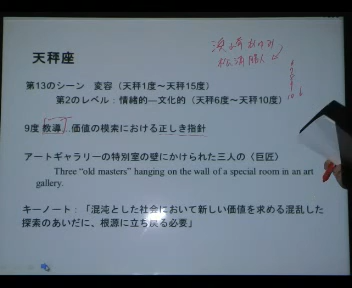 天秤座
第13のシーン 変容（天秤1度～天秤15度）
第2のレベル：情緒的―文化的（天秤6度～天秤10度）
9度 教導：価値の模索における正しき指針
アートギャラリーの特別室の壁にかけられた三人の〈巨匠〉
Three “old masters” hanging on the wall of a special room in an art
gallery.
キーノート：「混沌とした社会において新しい価値を求める混乱した
探索のあいだに、根源に立ち戻る必要」